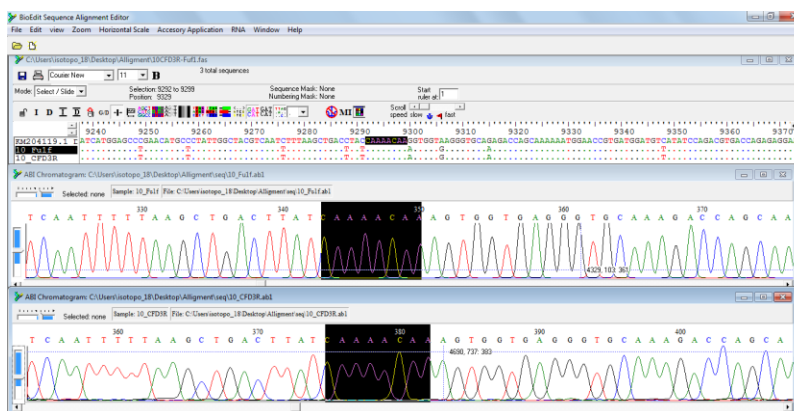 BioEdit Sequence Alignment Editor
File Edit view Zoom Horizontal Scale Accesory Application RNA Window Help
C:\Users\isotopo_18\Desktop\Alligment\10CFD3R-Fuf1.fas
Courier New 11 B 3 total sequences
Mode: Select / Slide Selection: 9292 to 9299 Sequence Mask: None Start
Position: 9329 Numbering Mask: None ruler at: 1
I D I G/D MI Scroll
speed slow fast
9240 9250 9260 9270 9280 9290 9300 9310 9320 9330 9340 9350 9360 9370
KM204119.1
10_Fu1f
10_CFD3R
ABI Chromatogram: C:\Users\isotopo_18\Desktop\Alligment\seq\10_Fu1f.ab1
Selected: none Sample: 10_Fu1f File: C:\Users\isotopo_18\Desktop\Alligment\seq\10_Fu1f.ab1
330 340 350 360 370
T C A A T T T T T A A G C T G A C T T A T C A A A A C A A A G T G G T G A G G G T G C A A A G A C C A G C A A
4329, 103, 361
ABI Chromatogram: C:\Users\isotopo_18\Desktop\Alligment\seq\10_CFD3R.ab1
Selected: none Sample: 10_CFD3R File: C:\Users\isotopo_18\Desktop\Alligment\seq\10_CFD3R.ab1
360 370 380 390 400
T C A A T T T T T A A G C T G A C T T A T C A A A A C A A A G T G G T G A G G G T G C A A A G A C C A G C A
4690, 737, 383